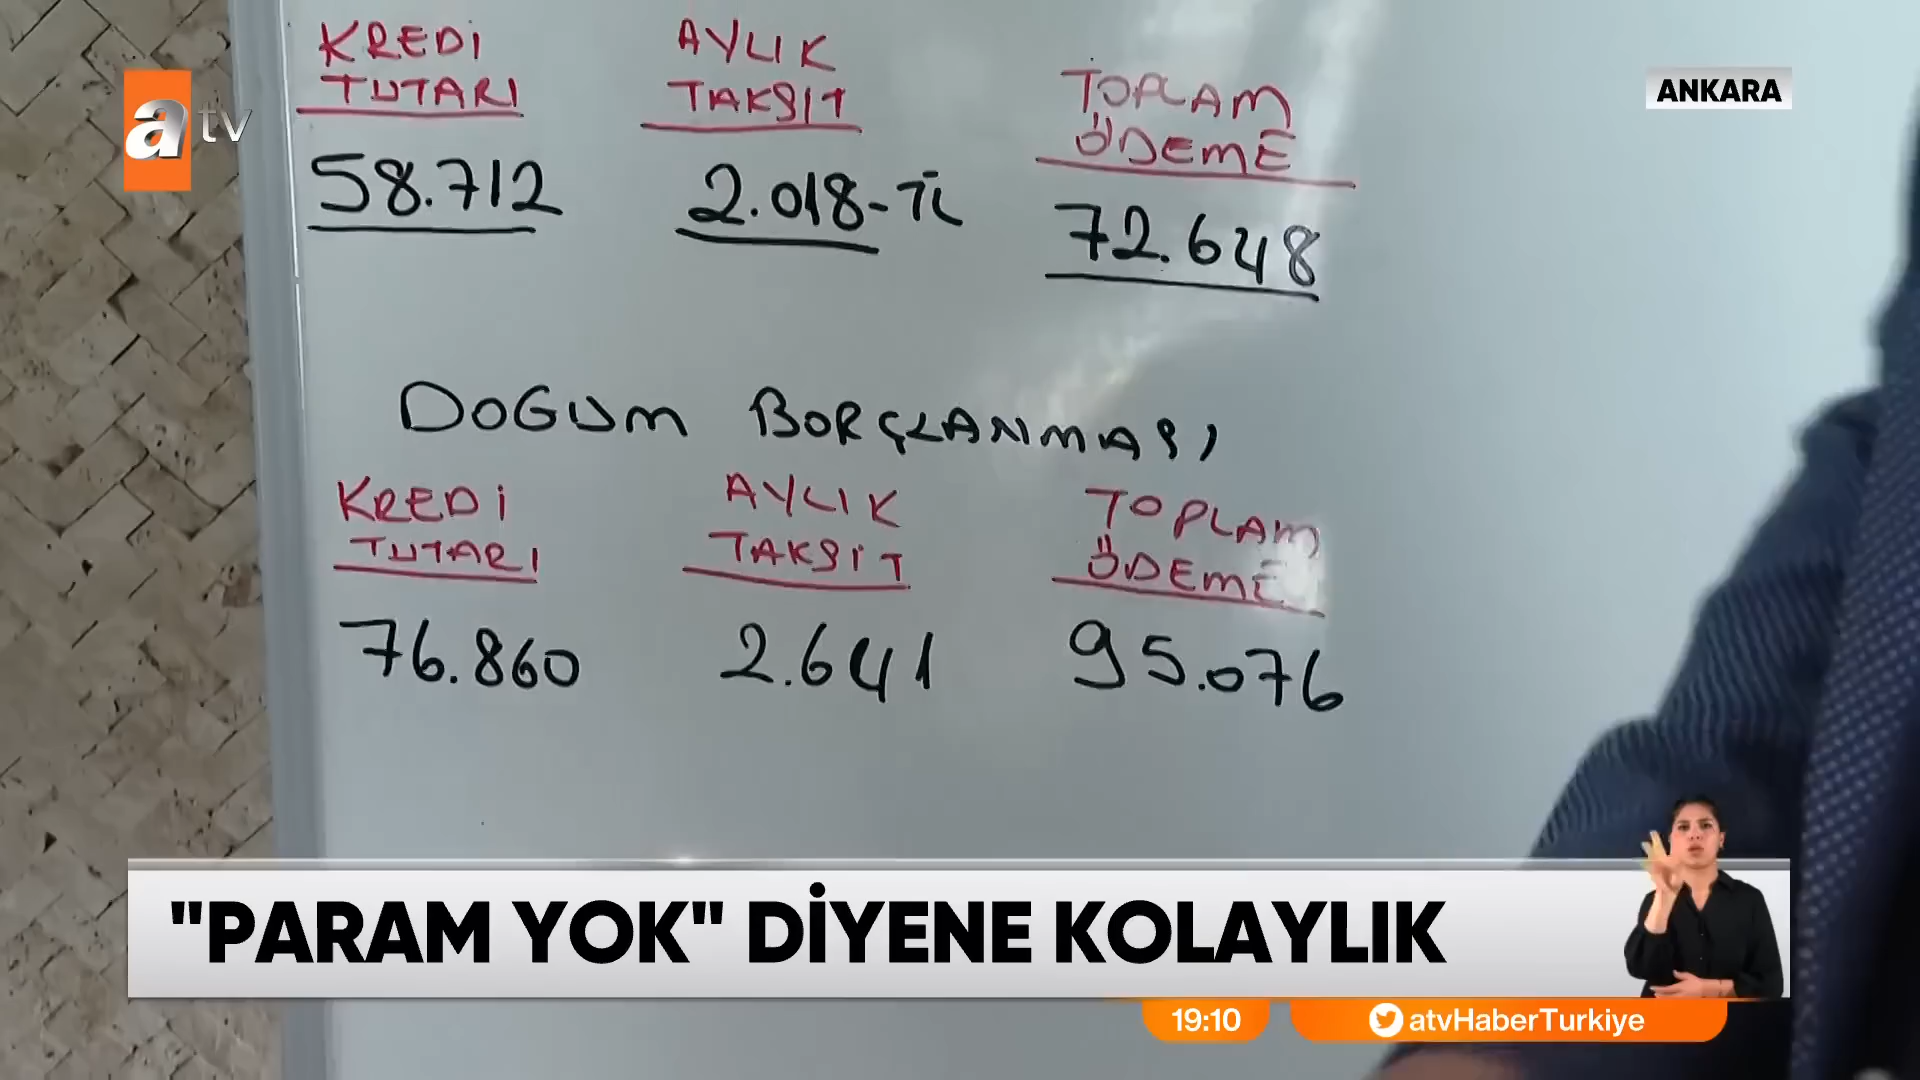 KREDİ
TUTARI
AYLIK
TAKSİT
TOPLAM
ÖDEME
58.712
2.018-TL
72.648
DOĞUM BORÇLANMASI
KREDİ
TUTARI
AYLIK
TAKSİT
TOPLAM
ÖDEME
76.860
2.641
95.076
atv
ANKARA
"PARAM YOK" DİYENE KOLAYLIK
19:10
atvHaberTurkiye